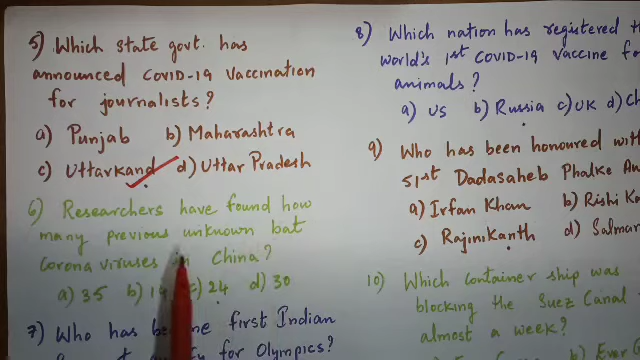 5) Which state govt. has
announced COVID-19 vaccination
for journalists?
a) Punjab b) Maharashtra
c) Uttarkand d) Uttar Pradesh
6) Researchers have found how
many previous unknown bat
corona viruses in China?
a) 35 b) c) 24 d) 30
7) Who has become first Indian
for Olympics?
8) Which nation has registered
world's 1st COVID-19 vaccine
animals?
a) US b) Russia c) UK d)
9) Who has been honoured
51st Dadasaheb Phalke
a) Irfan Khan b) Rishi
c) Rajinikanth d)
10) Which container ship was
blocking the Suez Canal
almost a week?